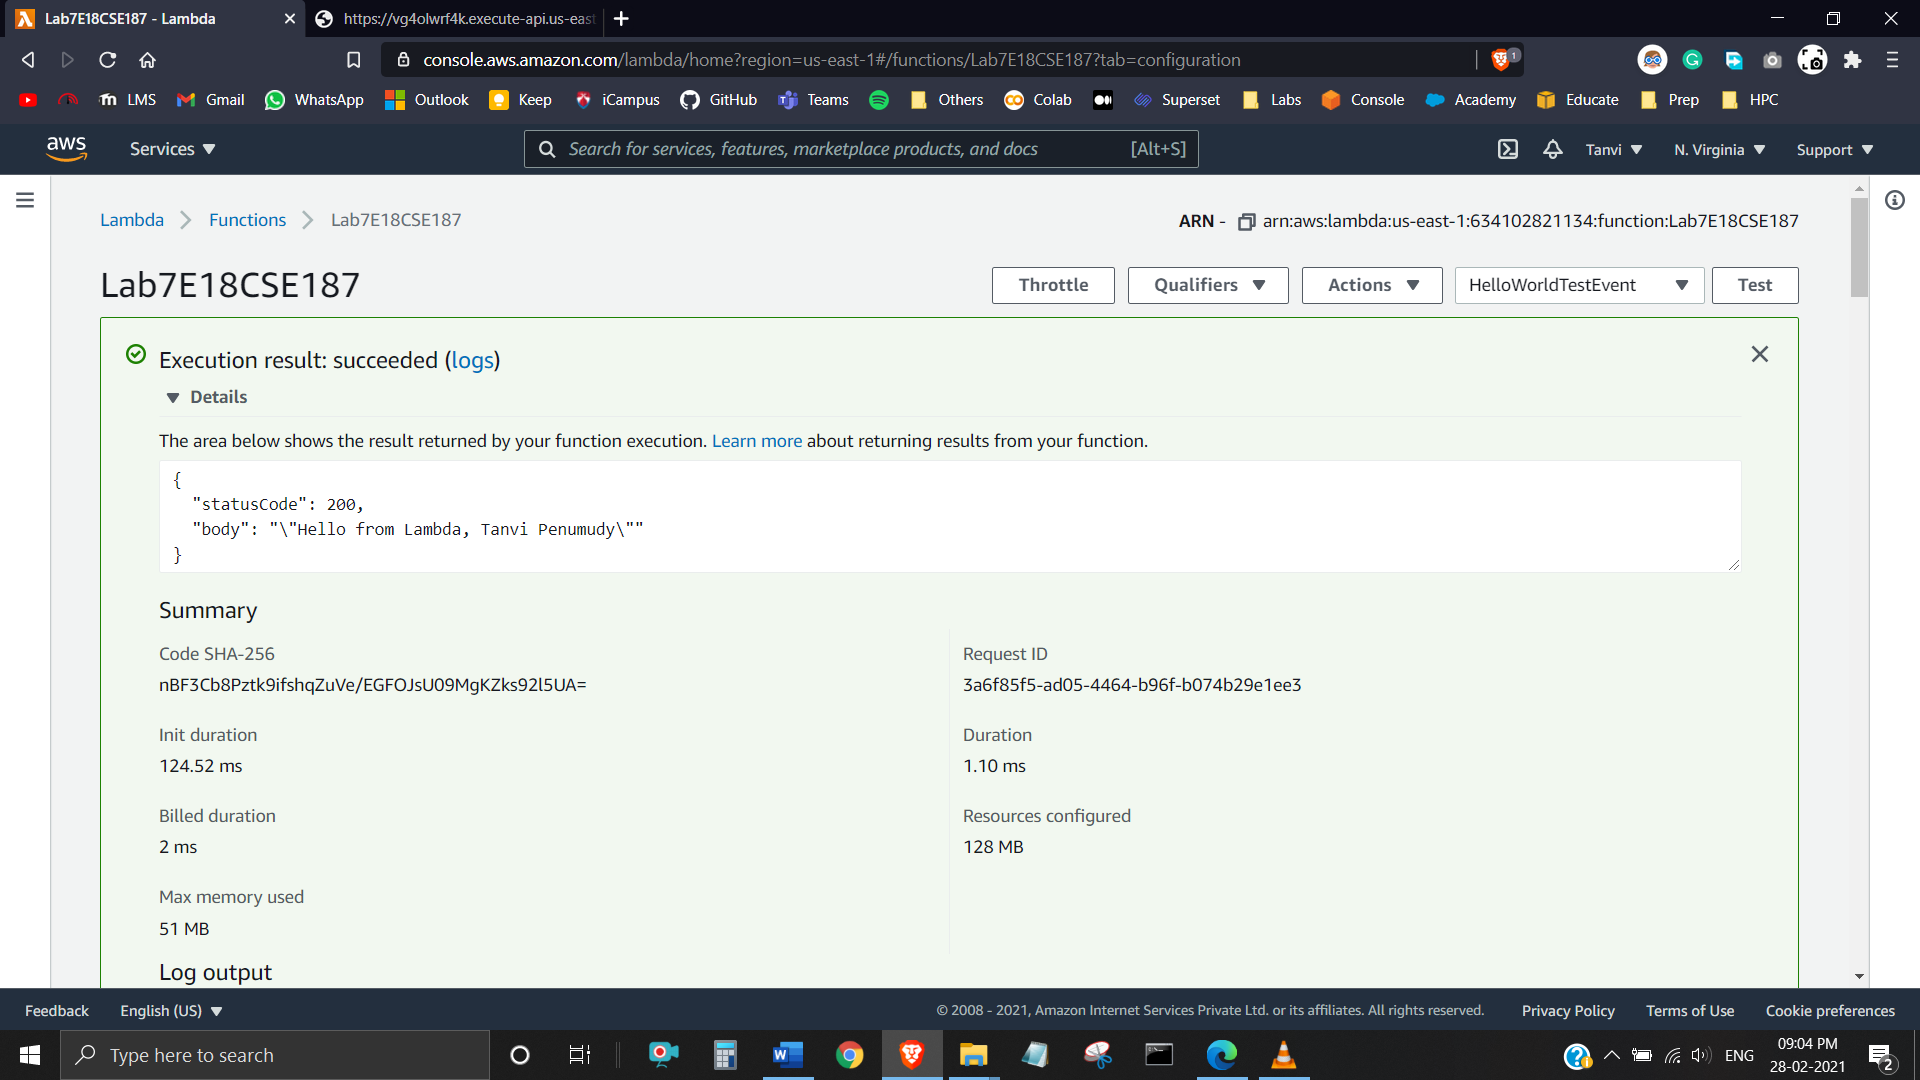 Lab7E18CSE187 - Lambda
https://vg4olwrf4k.execute-api.us-east
console.aws.amazon.com/lambda/home?region=us-east-1#/functions/Lab7E18CSE187?tab=configuration
1
LMS Gmail WhatsApp Outlook Keep iCampus GitHub Teams Others Colab Superset Labs Console Academy Educate Prep HPC
aws Services Search for services, features, marketplace products, and docs [Alt+S] Tanvi N. Virginia Support
Lambda Functions Lab7E18CSE187
ARN - arn:aws:lambda:us-east-1:634102821134:function:Lab7E18CSE187
Lab7E18CSE187
Throttle Qualifiers Actions HelloWorldTestEvent Test
Execution result: succeeded (logs)
Details
The area below shows the result returned by your function execution. Learn more about returning results from your function.
{
"statusCode": 200,
"body": "\"Hello from Lambda, Tanvi Penumudy\""
}
Summary
Code SHA-256
nBF3Cb8Pztk9ifshqZuVe/EGFOJsU09MgKZks92l5UA=
Request ID
3a6f85f5-ad05-4464-b96f-b074b29e1ee3
Init duration
124.52 ms
Duration
1.10 ms
Billed duration
2 ms
Resources configured
128 MB
Max memory used
51 MB
Log output
Feedback English (US) © 2008 - 2021, Amazon Internet Services Private Ltd. or its affiliates. All rights reserved. Privacy Policy Terms of Use Cookie preferences
Type here to search
ENG
09:04 PM
28-02-2021
2